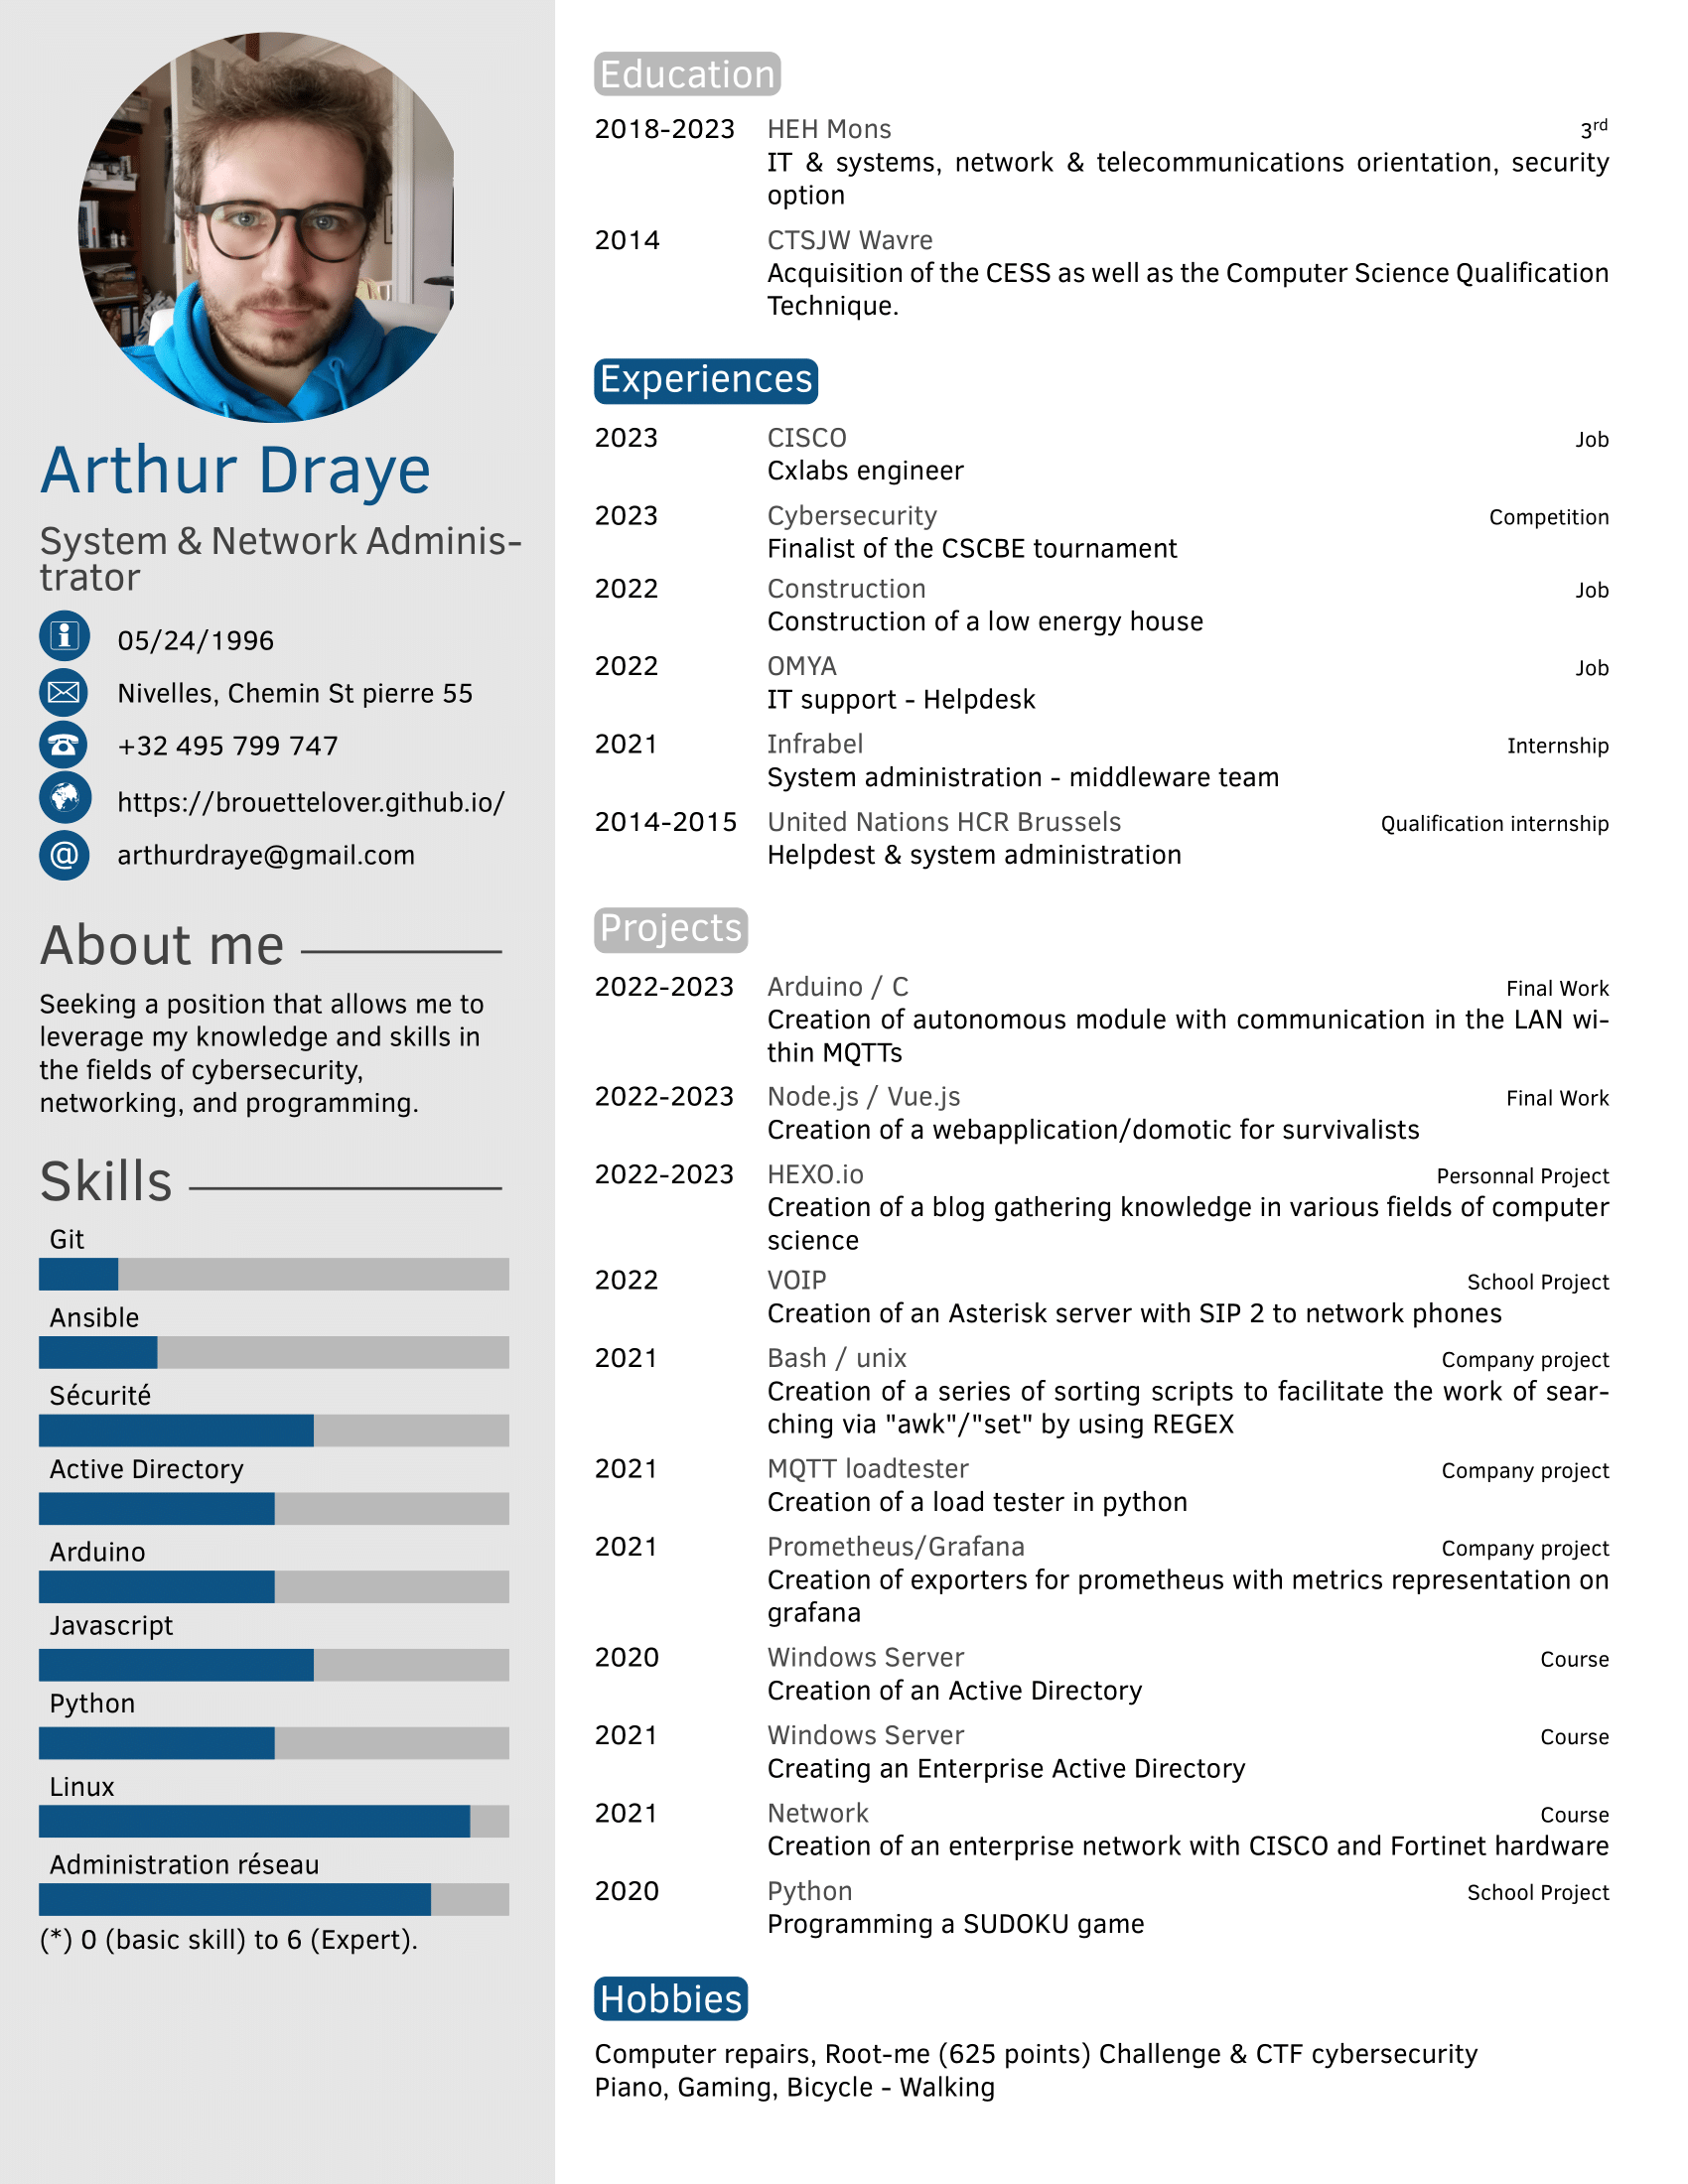 Arthur Draye
System & Network Adminis-
trator
05/24/1996
Nivelles, Chemin St pierre 55
+32 495 799 747
https://brouettelover.github.io/
@
arthurdraye@gmail.com
About me
Seeking a position that allows me to
leverage my knowledge and skills in
the fields of cybersecurity,
networking, and programming.
Skills
Git
Ansible
Sécurité
Active Directory
Arduino
Javascript
Python
Linux
Administration réseau
(*) 0 (basic skill) to 6 (Expert).
Education
2018-2023 HEH Mons 3rd
IT & systems, network & telecommunications orientation, security
option
2014 CTSJW Wavre
Acquisition of the CESS as well as the Computer Science Qualification
Technique.
Experiences
2023 CISCO Job
Cxlabs engineer
2023 Cybersecurity Competition
Finalist of the CSCBE tournament
2022 Construction Job
Construction of a low energy house
2022 OMYA Job
IT support - Helpdesk
2021 Infrabel Internship
System administration - middleware team
2014-2015 United Nations HCR Brussels Qualification internship
Helpdest & system administration
Projects
2022-2023 Arduino / C Final Work
Creation of autonomous module with communication in the LAN wi-
thin MQTTs
2022-2023 Node.js / Vue.js Final Work
Creation of a webapplication/domotic for survivalists
2022-2023 HEXO.io Personnal Project
Creation of a blog gathering knowledge in various fields of computer
science
2022 VOIP School Project
Creation of an Asterisk server with SIP 2 to network phones
2021 Bash / unix Company project
Creation of a series of sorting scripts to facilitate the work of sear-
ching via "awk"/"set" by using REGEX
2021 MQTT loadtester Company project
Creation of a load tester in python
2021 Prometheus/Grafana Company project
Creation of exporters for prometheus with metrics representation on
grafana
2020 Windows Server Course
Creation of an Active Directory
2021 Windows Server Course
Creating an Enterprise Active Directory
2021 Network Course
Creation of an enterprise network with CISCO and Fortinet hardware
2020 Python School Project
Programming a SUDOKU game
Hobbies
Computer repairs, Root-me (625 points) Challenge & CTF cybersecurity
Piano, Gaming, Bicycle - Walking